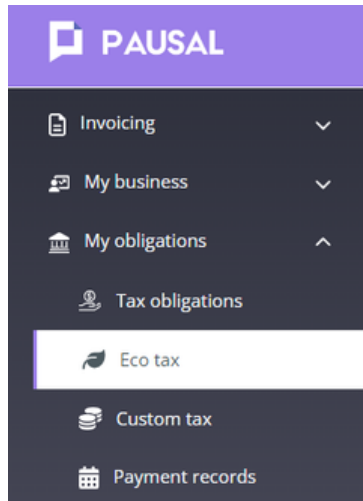 PAUSAL
Invoicing
My business
My obligations
Tax obligations
Eco tax
Custom tax
Payment records